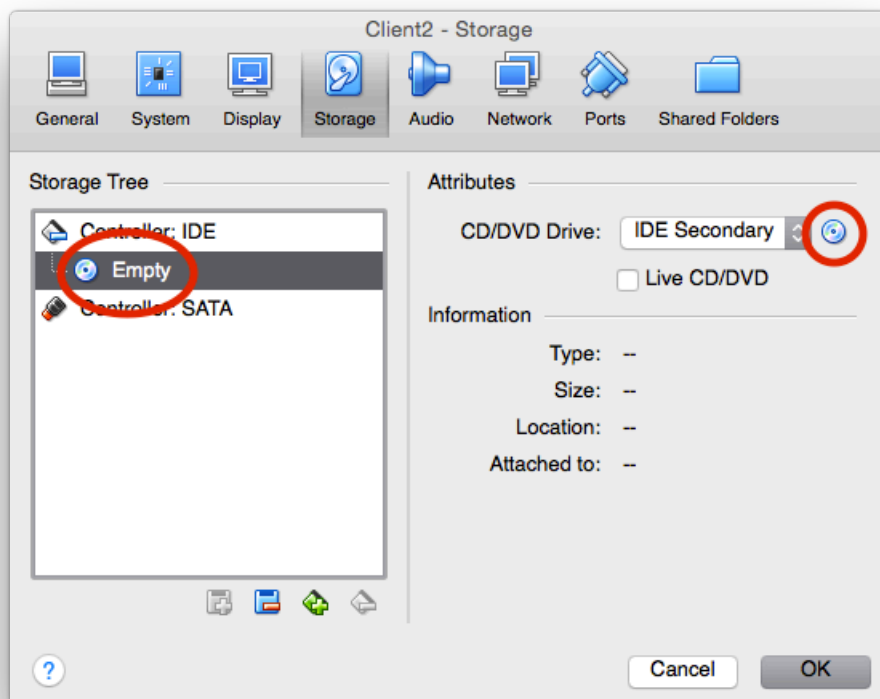 Client2 - Storage
General System Display Storage Audio Network Ports Shared Folders
Storage Tree
Controller: IDE
Empty
Controller: SATA
Attributes
CD/DVD Drive: IDE Secondary
Live CD/DVD
Information
Type: --
Size: --
Location: --
Attached to: --
?
Cancel OK